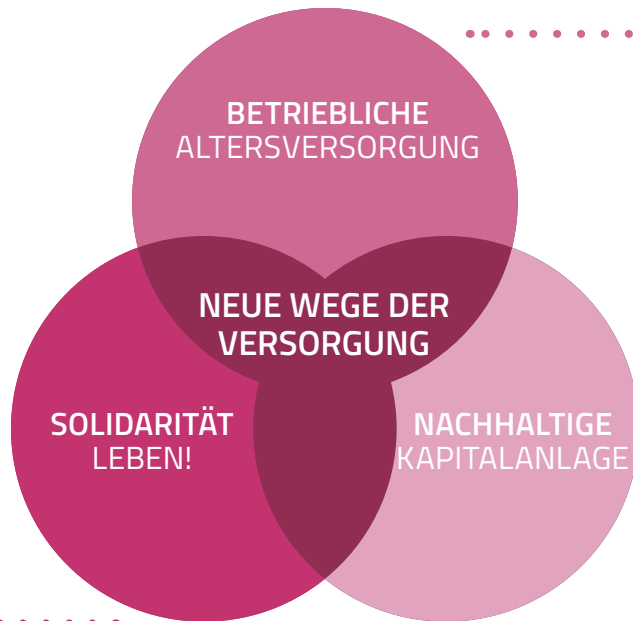 BETRIEBLICHE
ALTERSVERSORGUNG
NEUE WEGE DER
VERSORGUNG
SOLIDARITÄT
LEBEN!
NACHHALTIGE
KAPITALANLAGE